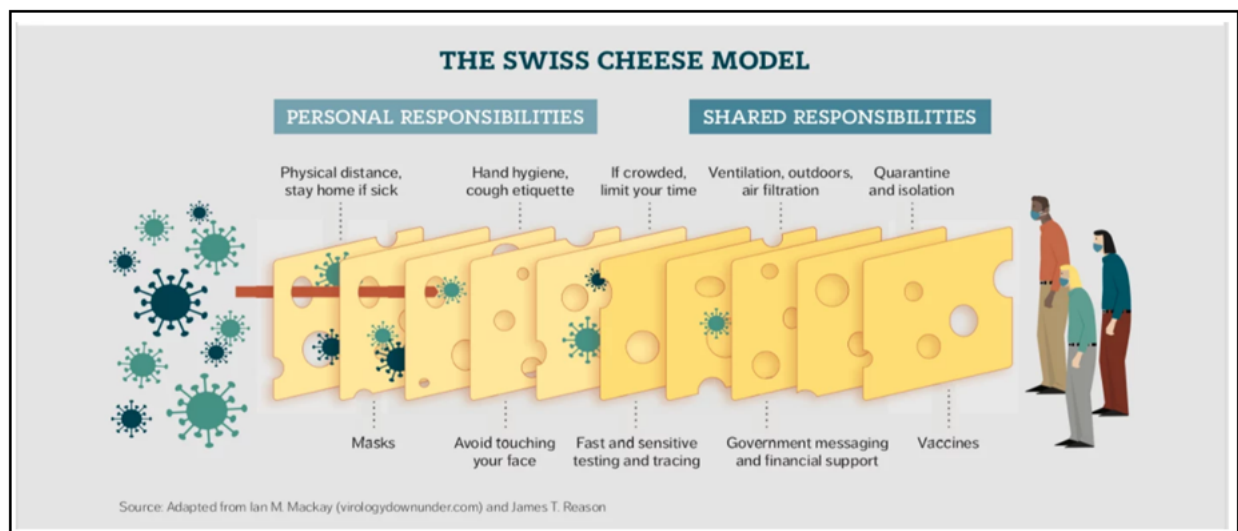 THE SWISS CHEESE MODEL
PERSONAL RESPONSIBILITIES
SHARED RESPONSIBILITIES
Physical distance,
stay home if sick
Hand hygiene,
cough etiquette
If crowded,
limit your time
Ventilation, outdoors,
air filtration
Quarantine
and isolation
Masks
Avoid touching
your face
Fast and sensitive
testing and tracing
Government messaging
and financial support
Vaccines
Source: Adapted from Ian M. Mackay (virologydownunder.com) and James T. Reason